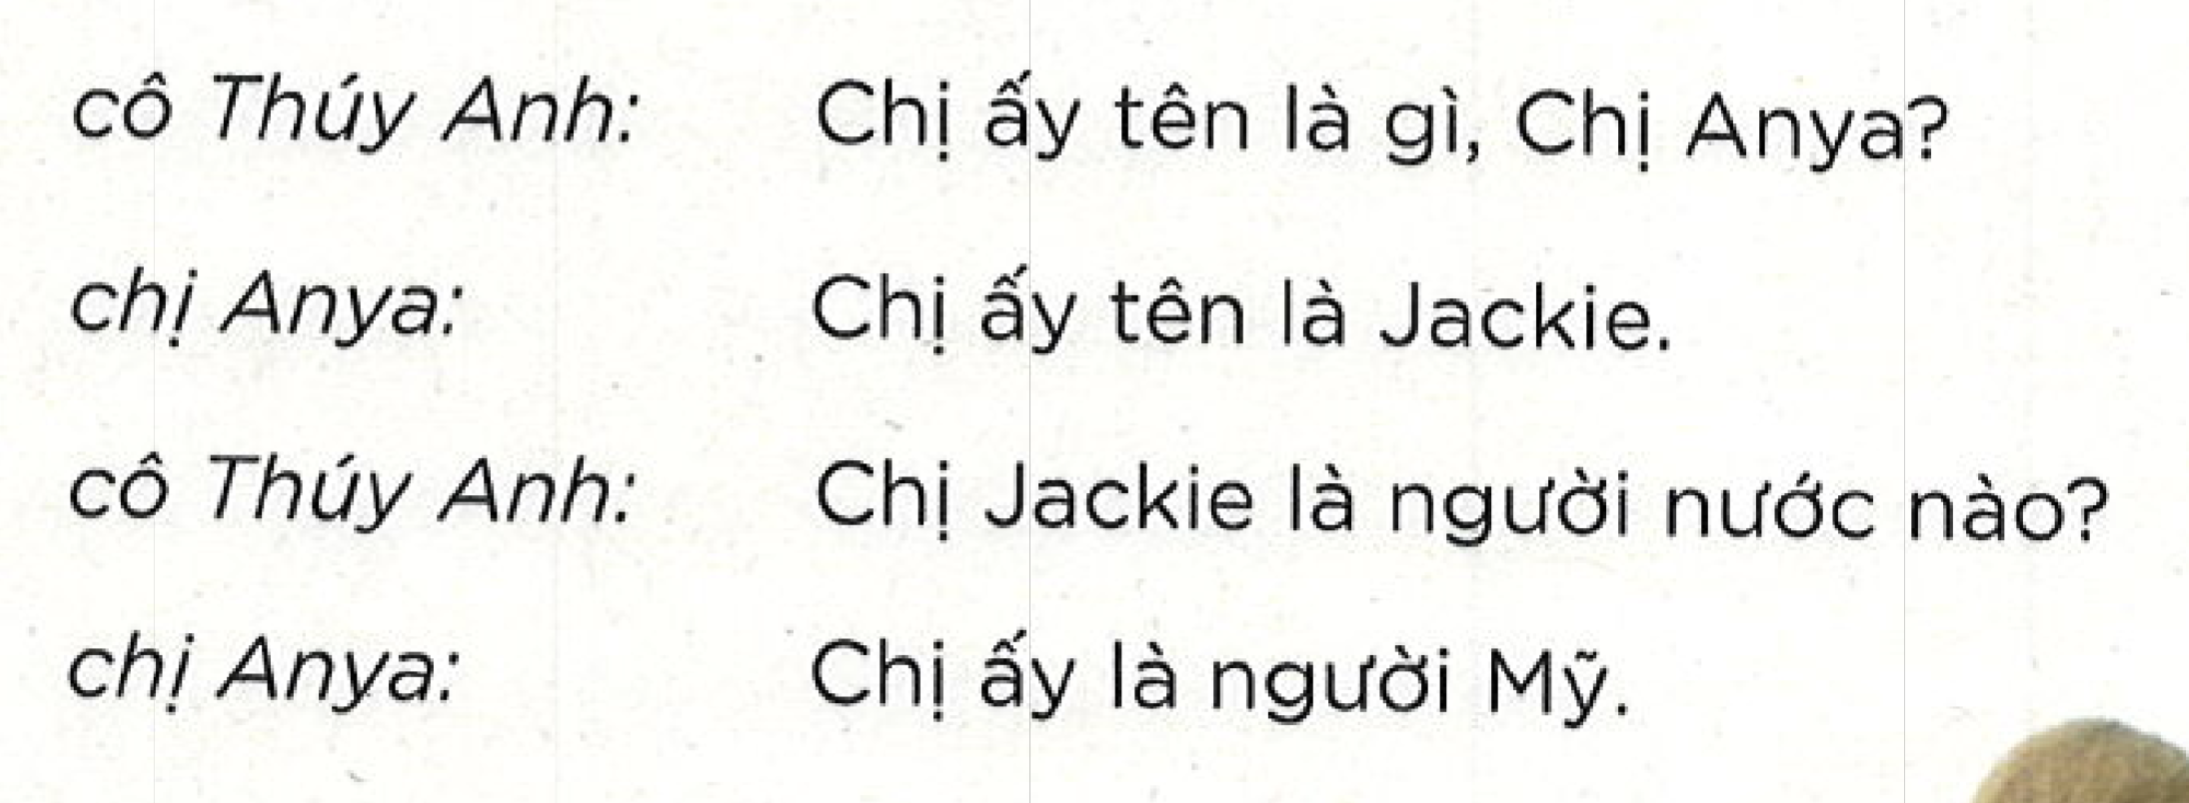 cô Thúy Anh: Chị ấy tên là gì, Chị Anya?
chị Anya: Chị ấy tên là Jackie.
cô Thúy Anh: Chị Jackie là người nước nào?
chị Anya: Chị ấy là người Mỹ.